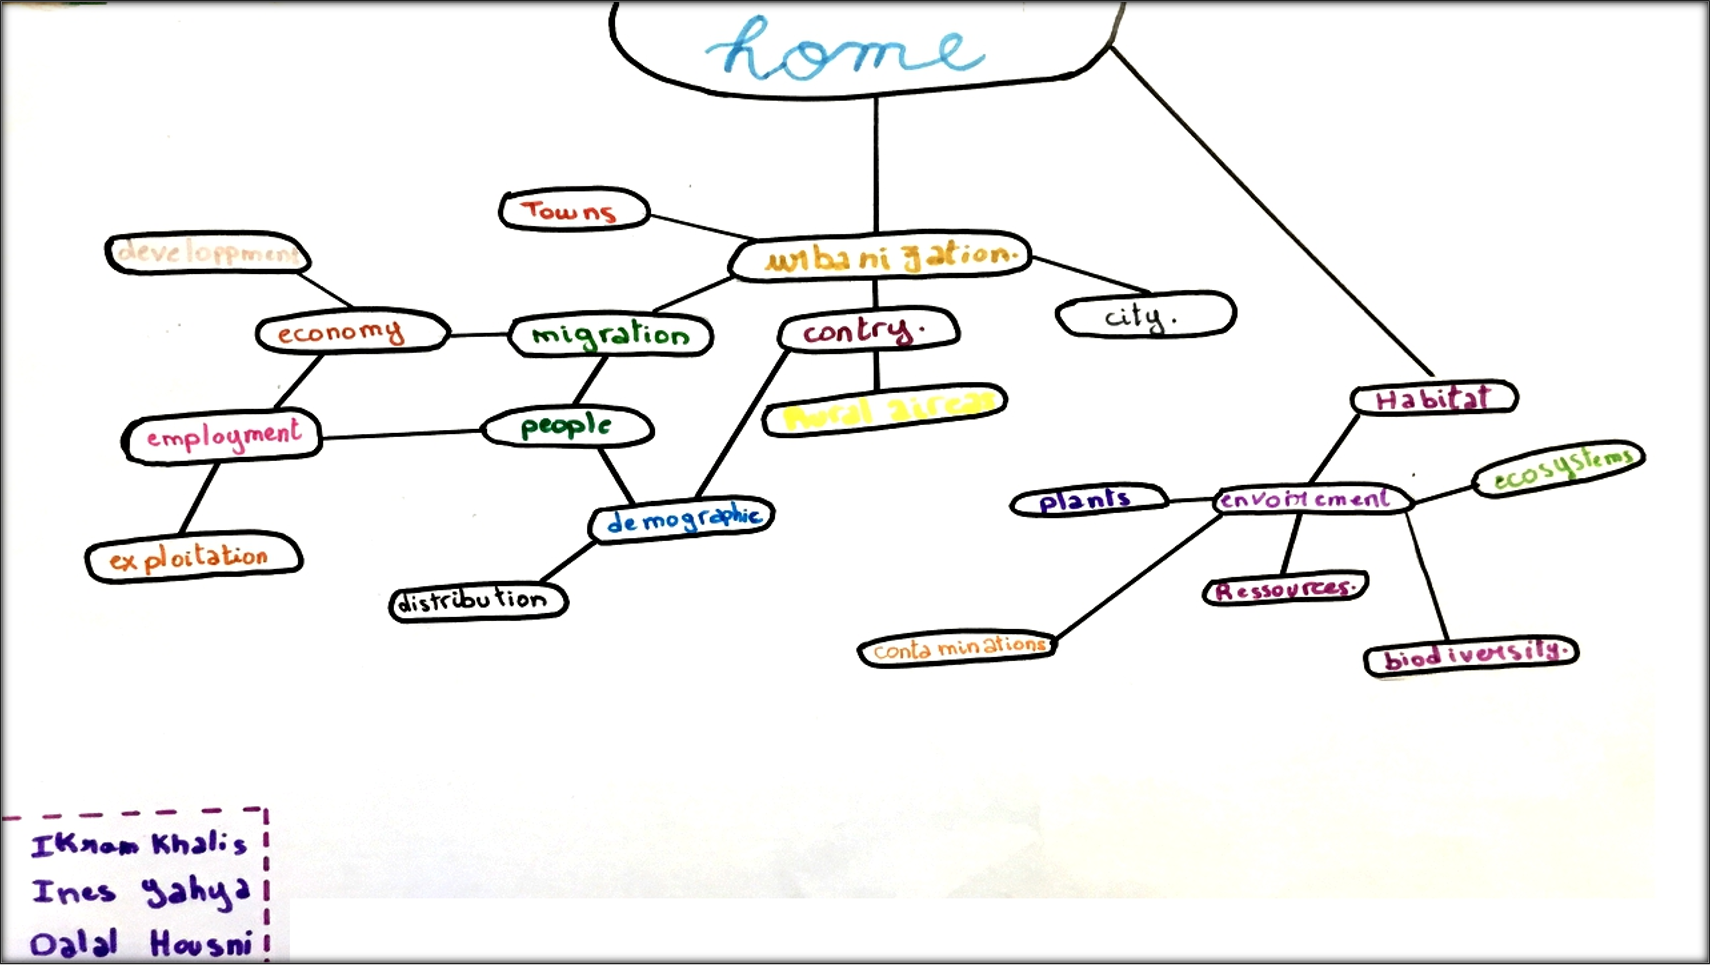 home
Towns
developpment
urbanization.
economy
migration
contry.
city.
Habitat
employment
people
Rural aireas
ecosystems
plants
envoirement
demographic
exploitation
Ressources.
distribution
contaminations
biodiversity.
IKram Khalis
Ines Yahya
Dalal Housni